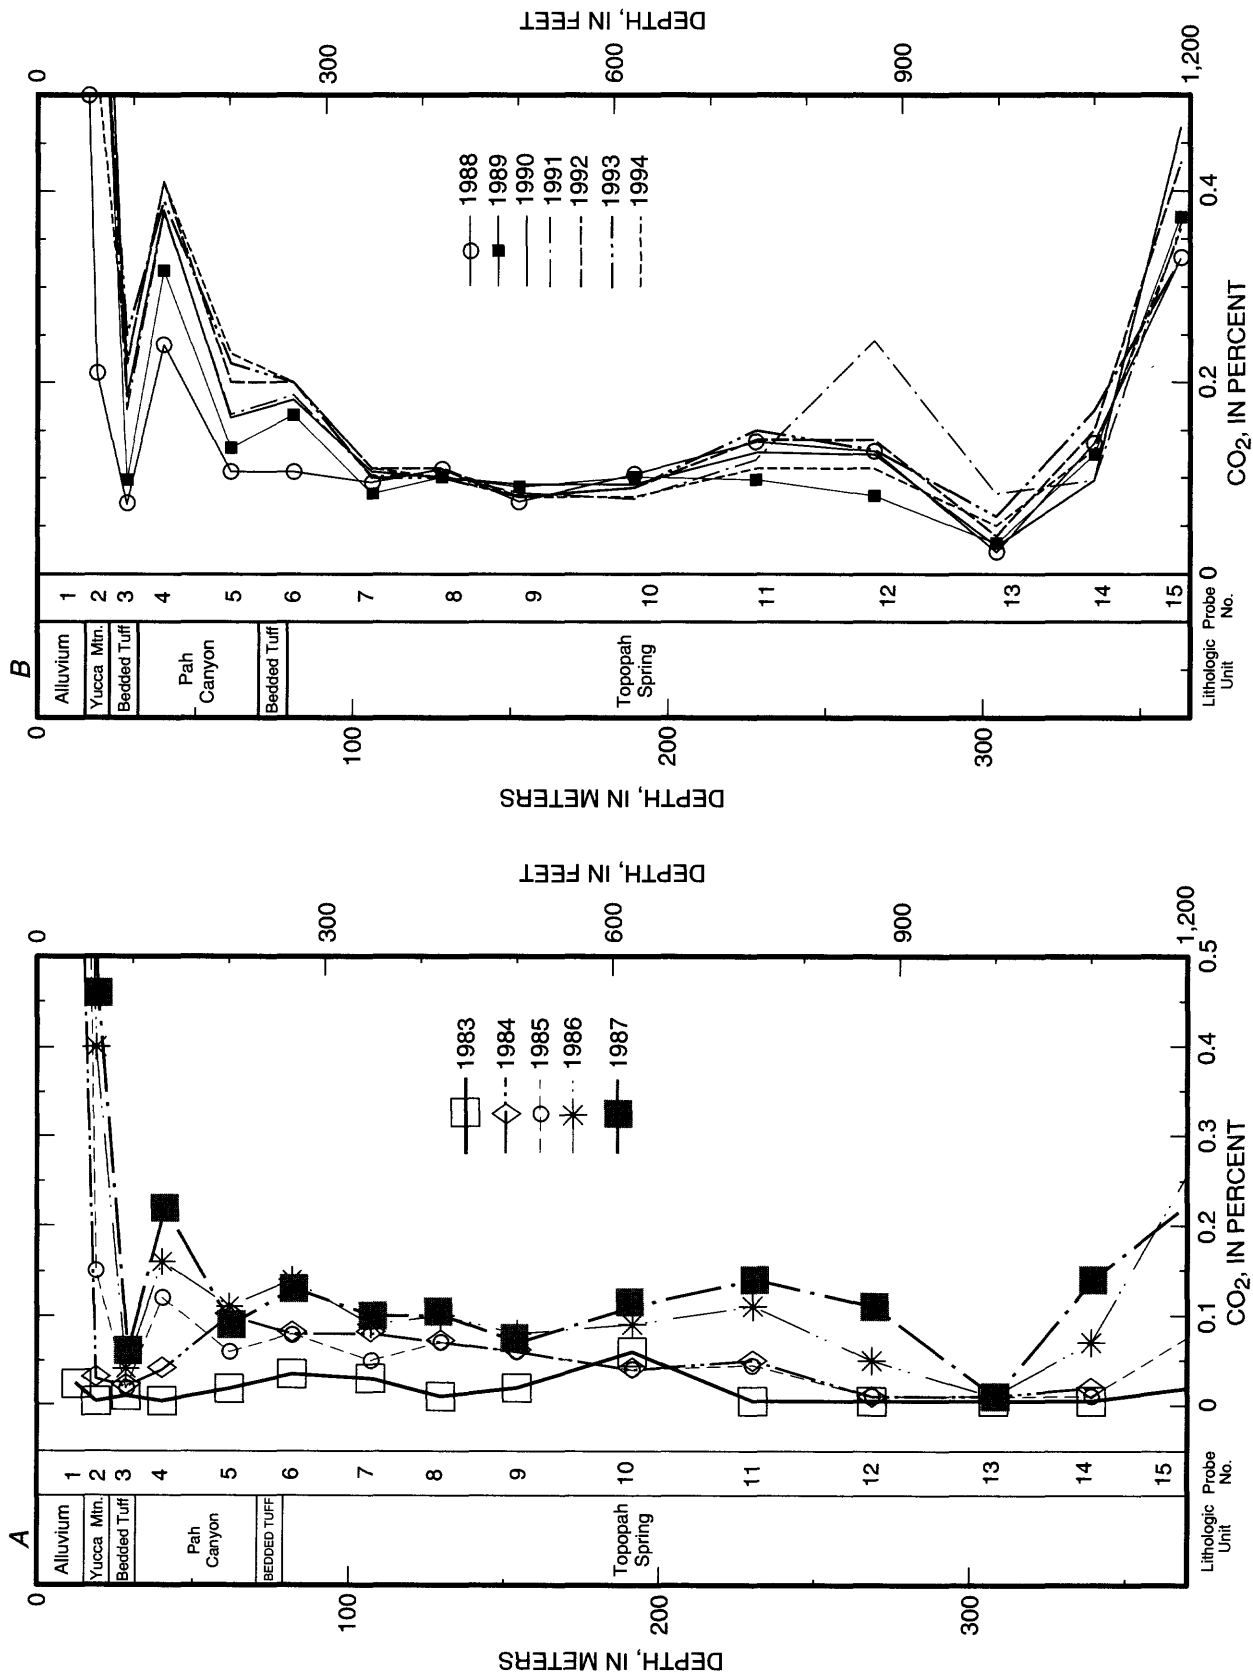 A
DEPTH, IN METERS
0
100
200
300
Lithologic Unit
Alluvium
Yucca Mtn.
Bedded Tuff
Pah Canyon
BEDDED TUFF
Topopah Spring
Probe No.
1
2
3
4
5
6
7
8
9
10
11
12
13
14
15
1983
1984
1985
1986
1987
CO2, IN PERCENT
0
0.1
0.2
0.3
0.4
0.5
0
300
600
900
1,200
DEPTH, IN FEET
B
DEPTH, IN METERS
0
100
200
300
Lithologic Unit
Alluvium
Yucca Mtn.
Bedded Tuff
Pah Canyon
Bedded Tuff
Topopah Spring
Probe No.
1
2
3
4
5
6
7
8
9
10
11
12
13
14
15
1988
1989
1990
1991
1992
1993
1994
CO2, IN PERCENT
0
0.2
0.4
0
300
600
900
1,200
DEPTH, IN FEET